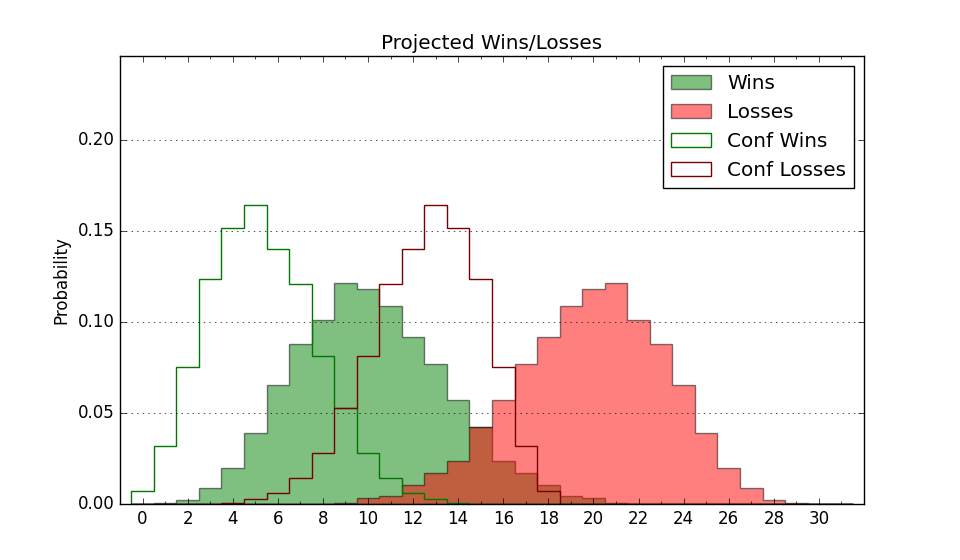 Projected Wins/Losses
Wins
Losses
Conf Wins
Conf Losses
Probability
0.20
0.15
0.10
0.05
0.00
0 2 4 6 8 10 12 14 16 18 20 22 24 26 28 30